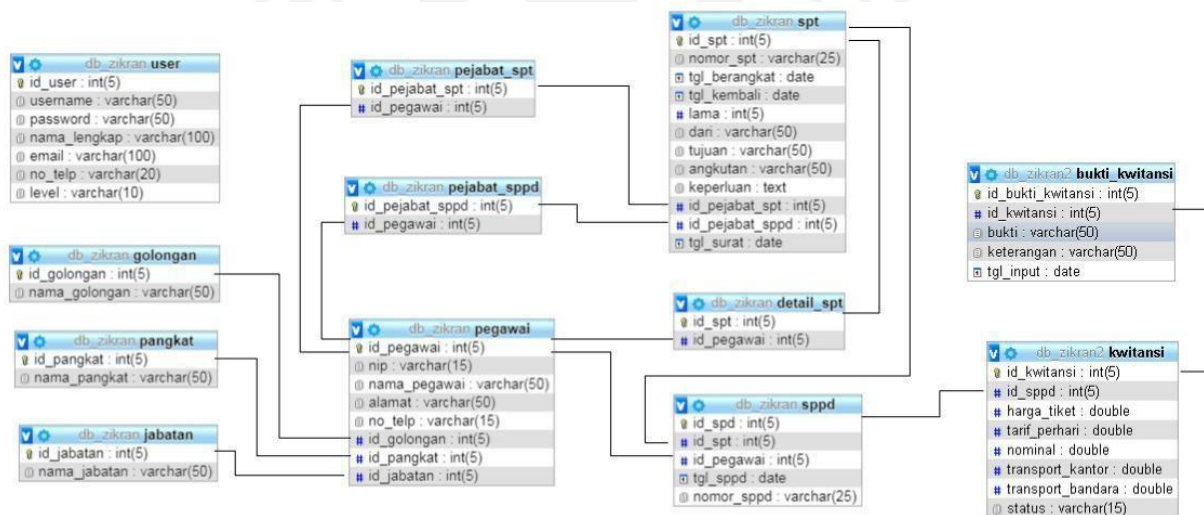 db_zikran user
id_user : int(5)
username : varchar(50)
password : varchar(50)
nama_lengkap : varchar(100)
email : varchar(100)
no_telp : varchar(20)
level : varchar(10)
db_zikran golongan
id_golongan : int(5)
nama_golongan : varchar(50)
db_zikran pangkat
id_pangkat : int(5)
nama_pangkat : varchar(50)
db_zikran jabatan
id_jabatan : int(5)
nama_jabatan : varchar(50)
db_zikran pejabat_spt
id_pejabat_spt : int(5)
id_pegawai : int(5)
db_zikran pejabat_sppd
id_pejabat_sppd : int(5)
id_pegawai : int(5)
db_zikran pegawai
id_pegawai : int(5)
nip : varchar(15)
nama_pegawai : varchar(50)
alamat : varchar(50)
no_telp : varchar(15)
id_golongan : int(5)
id_pangkat : int(5)
id_jabatan : int(5)
db_zikran spt
id_spt : int(5)
nomor_spt : varchar(25)
tgl_berangkat : date
tgl_kembali : date
lama : int(5)
dari : varchar(50)
tujuan : varchar(50)
angkutan : varchar(50)
keperluan : text
id_pejabat_spt : int(5)
id_pejabat_sppd : int(5)
tgl_surat : date
db_zikran detail_spt
id_spt : int(5)
id_pegawai : int(5)
db_zikran sppd
id_spd : int(5)
id_spt : int(5)
id_pegawai : int(5)
tgl_sppd : date
nomor_sppd : varchar(25)
db_zikran2 bukti_kwitansi
id_bukti_kwitansi : int(5)
id_kwitansi : int(5)
bukti : varchar(50)
keterangan : varchar(50)
tgl_input : date
db_zikran2 kwitansi
id_kwitansi : int(5)
id_sppd : int(5)
harga_tiket : double
tarif_perhari : double
nominal : double
transport_kantor : double
transport_bandara : double
status : varchar(15)